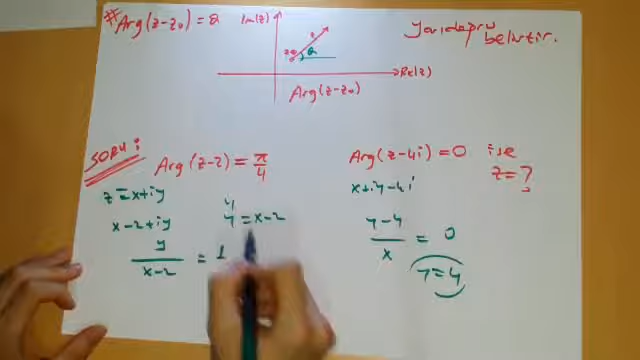 * Arg(z-z₀)=θ
Im(z)
Yarıdoğru
belirtir.
z
z₀
θ
Re(z)
Arg(z-z₀)
SORU:
Arg(z-2) = π/4
Arg(z-4i)=0 ise
z=?
z=x+iy
x+iy-4i
x-2+iy
y
y=x-2
y/(x-2) = 1
(y-4)/x = 0
y=4